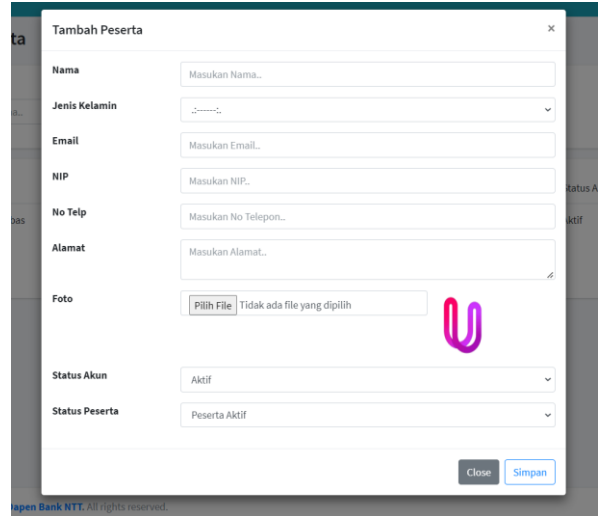 ta
Tambah Peserta ×
Nama Masukan Nama..
Jenis Kelamin .:------:.
a..
Email Masukan Email..
NIP Masukan NIP..
Status A
No Telp Masukan No Telepon..
bas
Aktif
Alamat Masukan Alamat..
Foto Pilih File Tidak ada file yang dipilih
Status Akun Aktif
Status Peserta Peserta Aktif
Close Simpan
Dapen Bank NTT. All rights reserved.